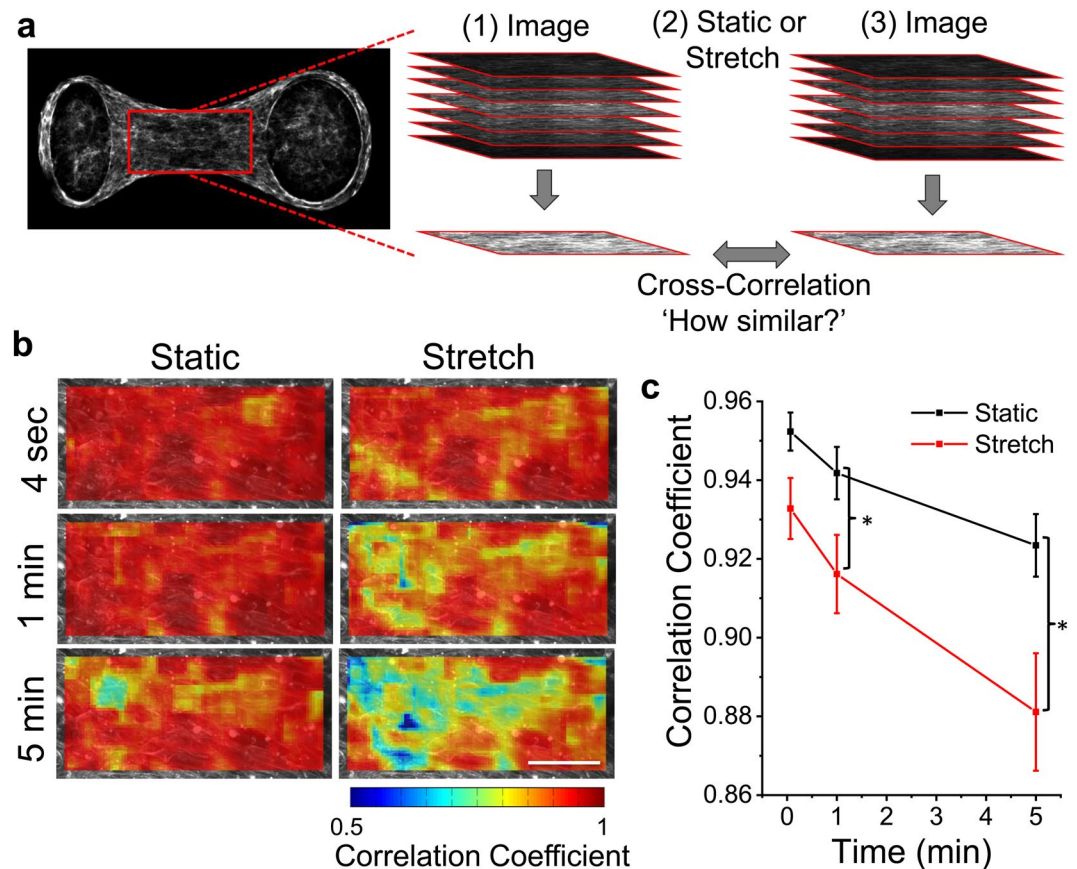 a
(1) Image
(2) Static or
Stretch
(3) Image
Cross-Correlation
‘How similar?’
b
Static
Stretch
4 sec
1 min
5 min
0.5
1
Correlation Coefficient
c
0.96
0.94
0.92
0.90
0.88
0.86
Correlation Coefficient
Static
Stretch
*
*
0
1
2
3
4
5
Time (min)